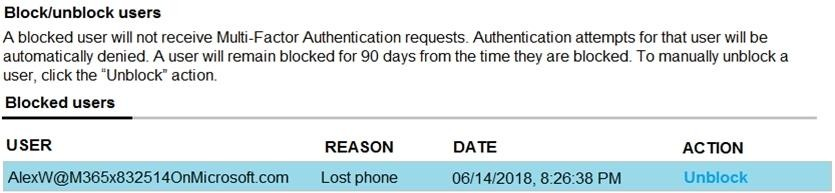 Block/unblock users
A blocked user will not receive Multi-Factor Authentication requests. Authentication attempts for that user will be
automatically denied. A user will remain blocked for 90 days from the time they are blocked. To manually unblock a
user, click the “Unblock” action.
Blocked users
USER REASON DATE ACTION
AlexW@M365x832514OnMicrosoft.com Lost phone 06/14/2018, 8:26:38 PM Unblock